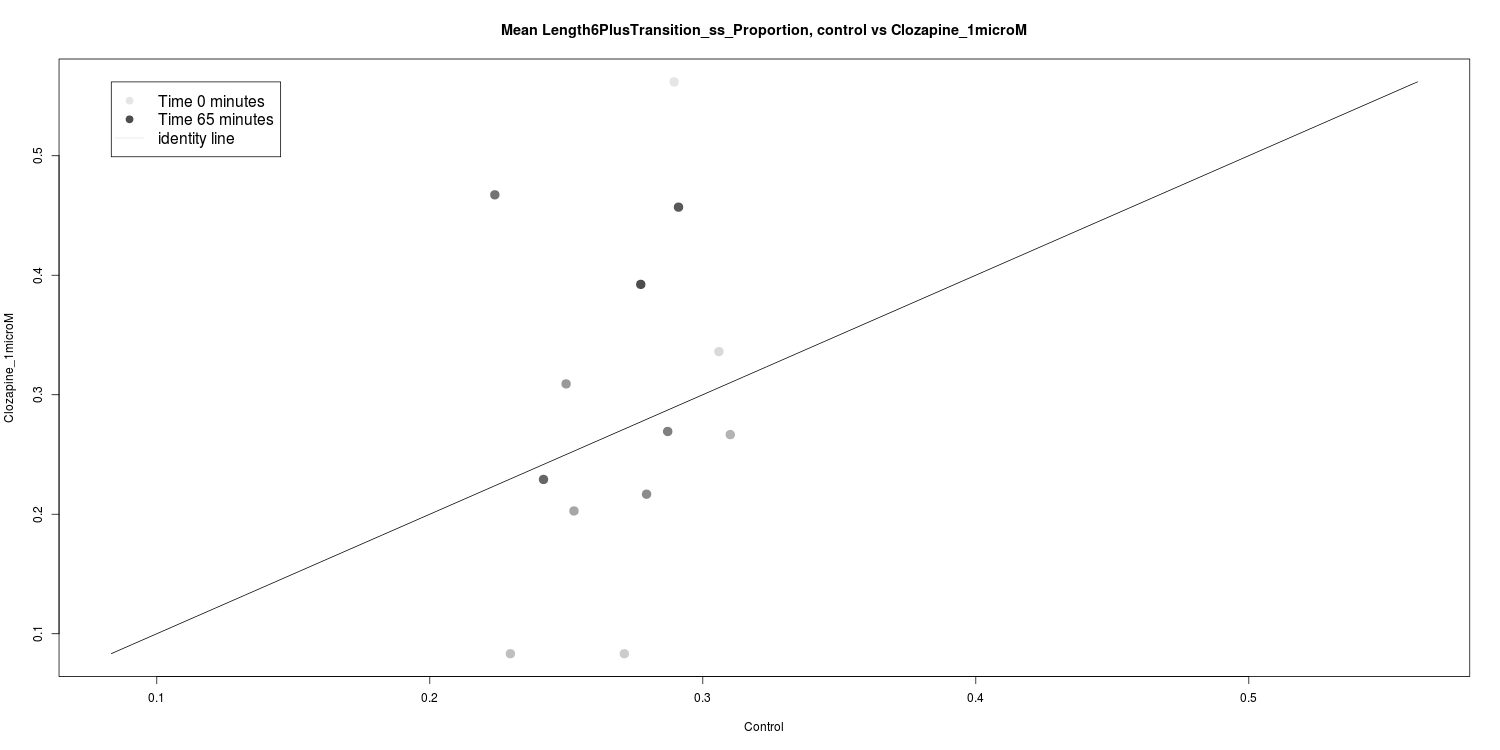 Mean Length6PlusTransition_ss_Proportion, control vs Clozapine_1microM
Time 0 minutes
Time 65 minutes
identity line
Clozapine_1microM
0.5
0.4
0.3
0.2
0.1
0.1 0.2 0.3 0.4 0.5
Control